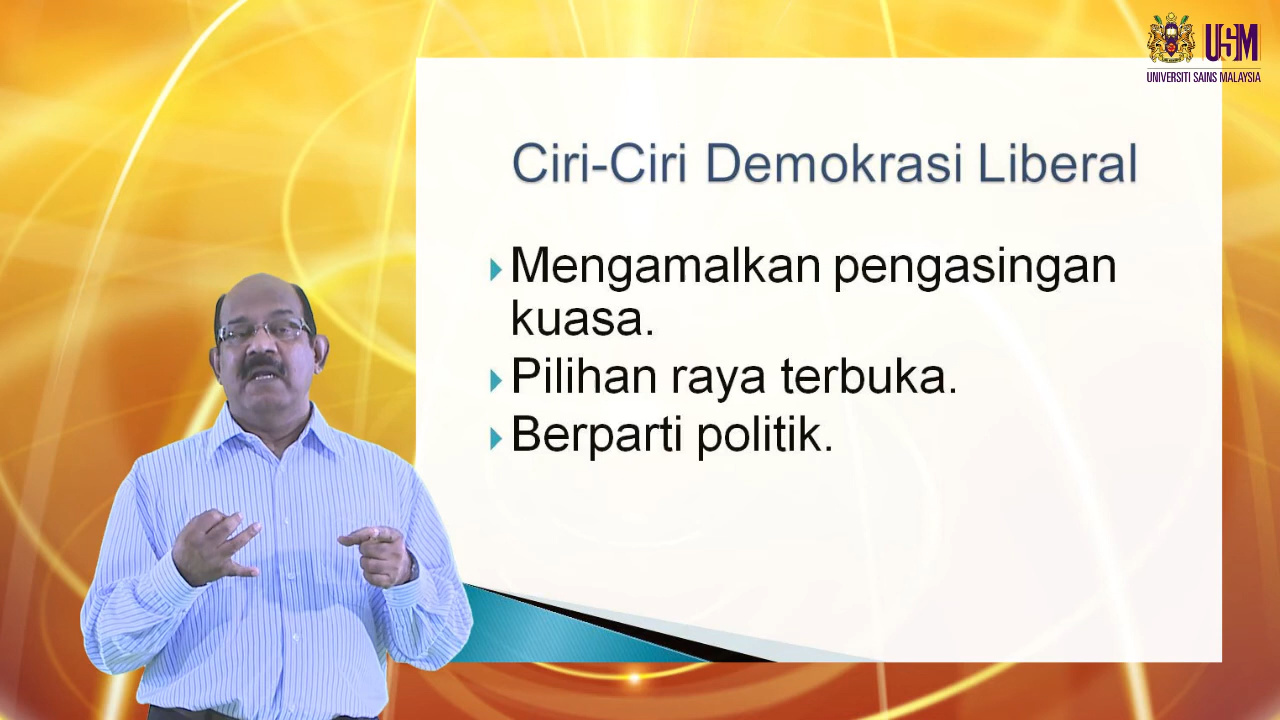 USM
UNIVERSITI SAINS MALAYSIA
Ciri-Ciri Demokrasi Liberal
Mengamalkan pengasingan
kuasa.
Pilihan raya terbuka.
Berparti politik.